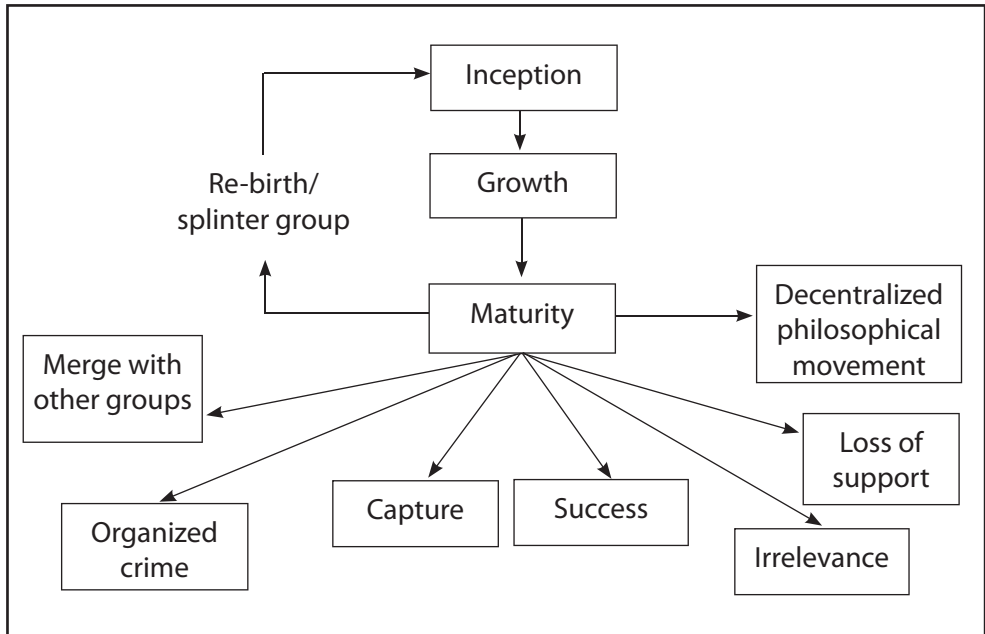 Inception
Growth
Re-birth/
splinter group
Maturity
Decentralized
philosophical
movement
Merge with
other groups
Loss of
support
Capture
Success
Organized
crime
Irrelevance